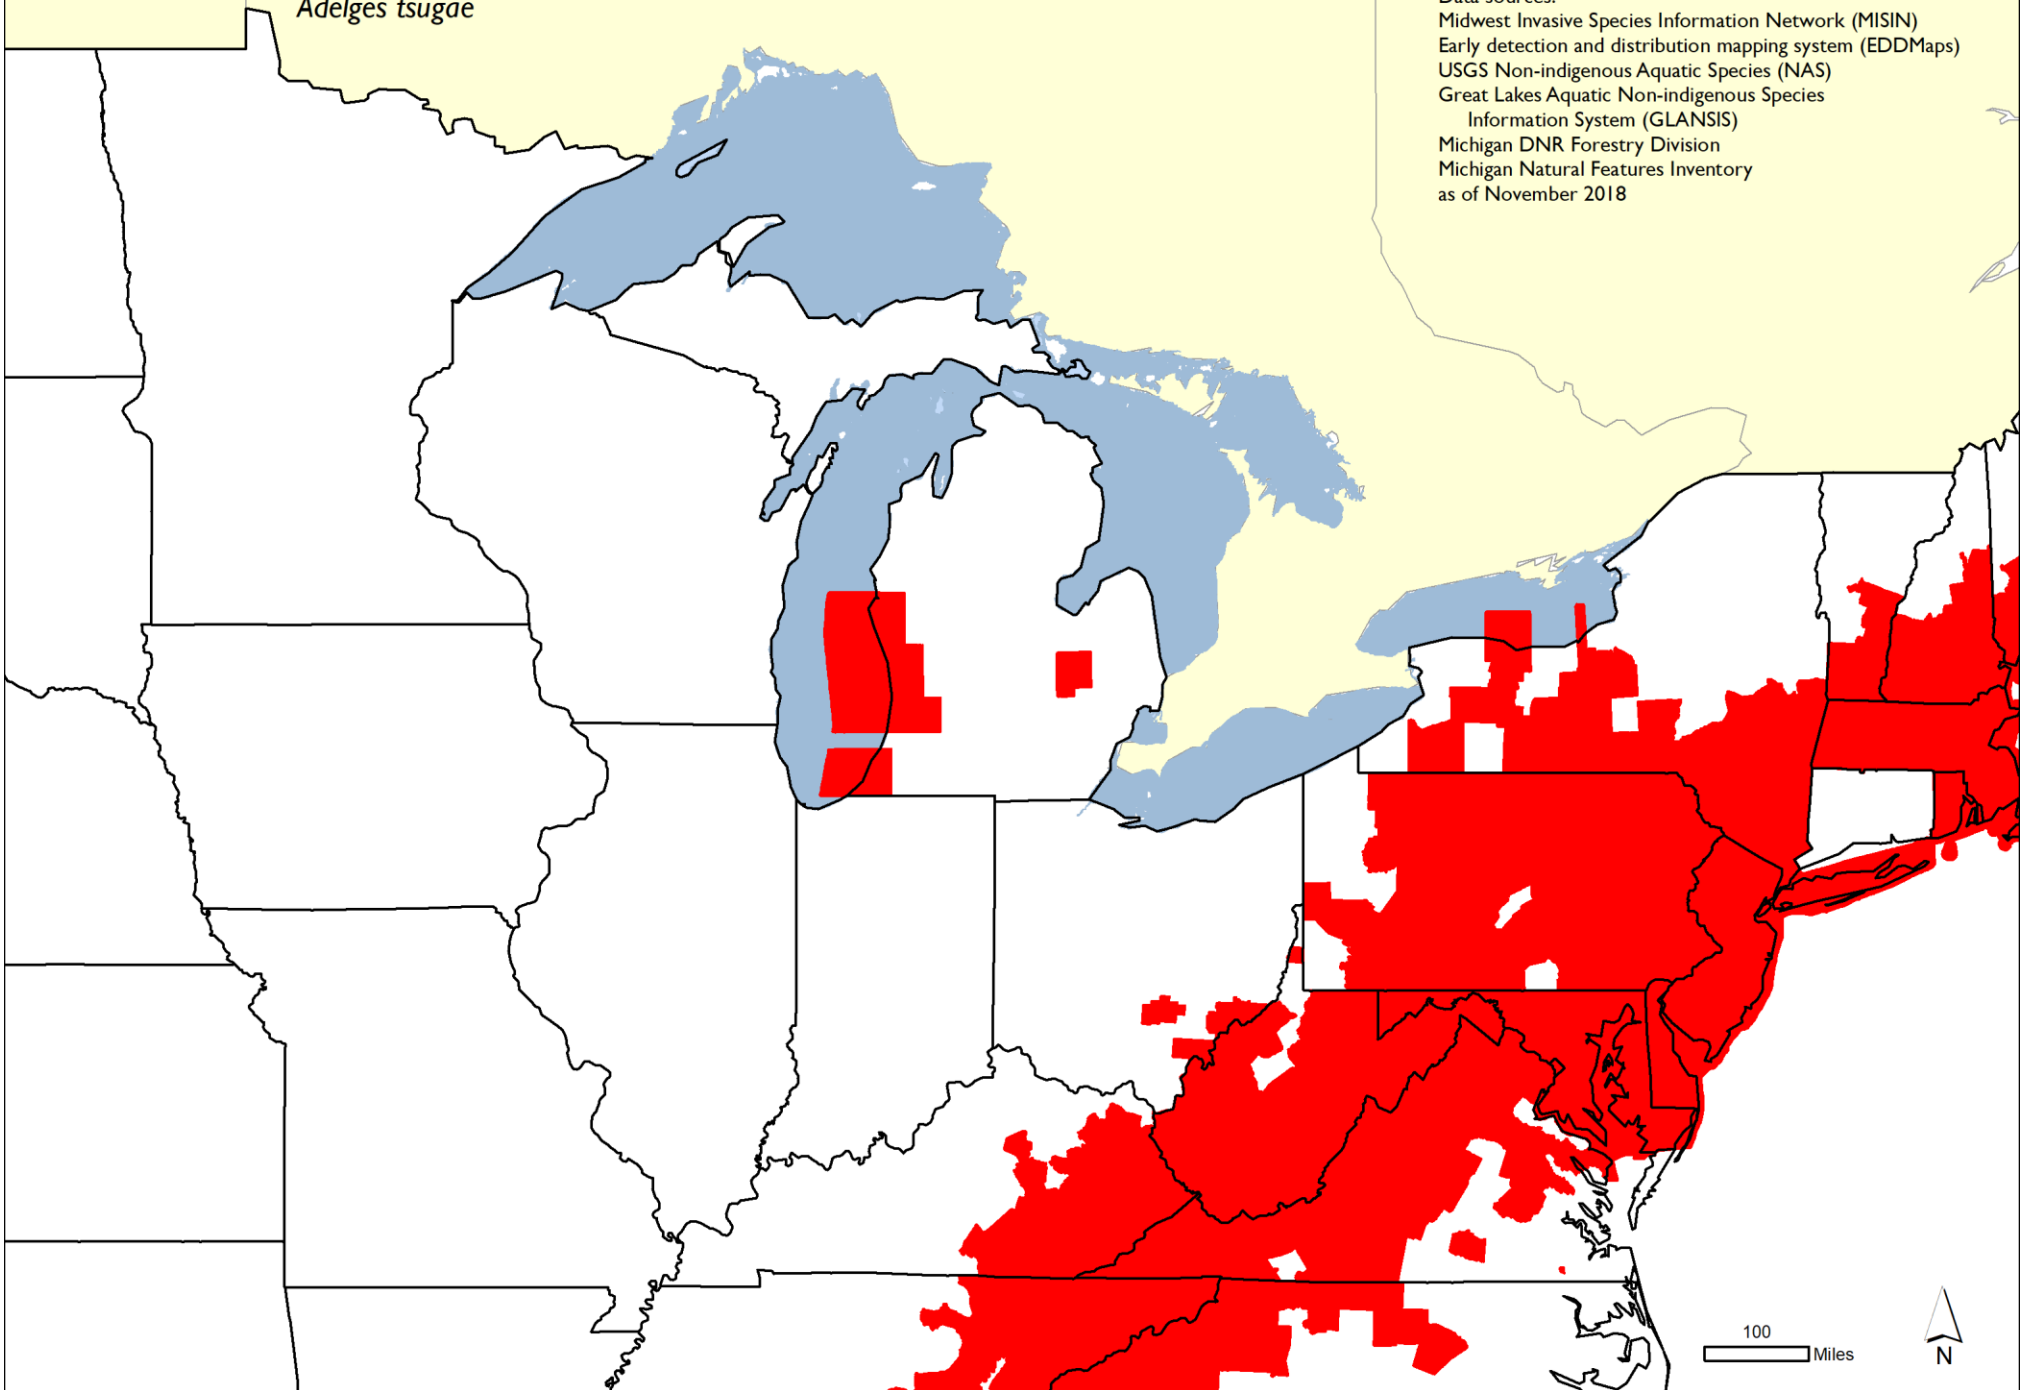 Adelges tsugae
Data sources:
Midwest Invasive Species Information Network (MISIN)
Early detection and distribution mapping system (EDDMaps)
USGS Non-indigenous Aquatic Species (NAS)
Great Lakes Aquatic Non-indigenous Species
Information System (GLANSIS)
Michigan DNR Forestry Division
Michigan Natural Features Inventory
as of November 2018
100
Miles
N